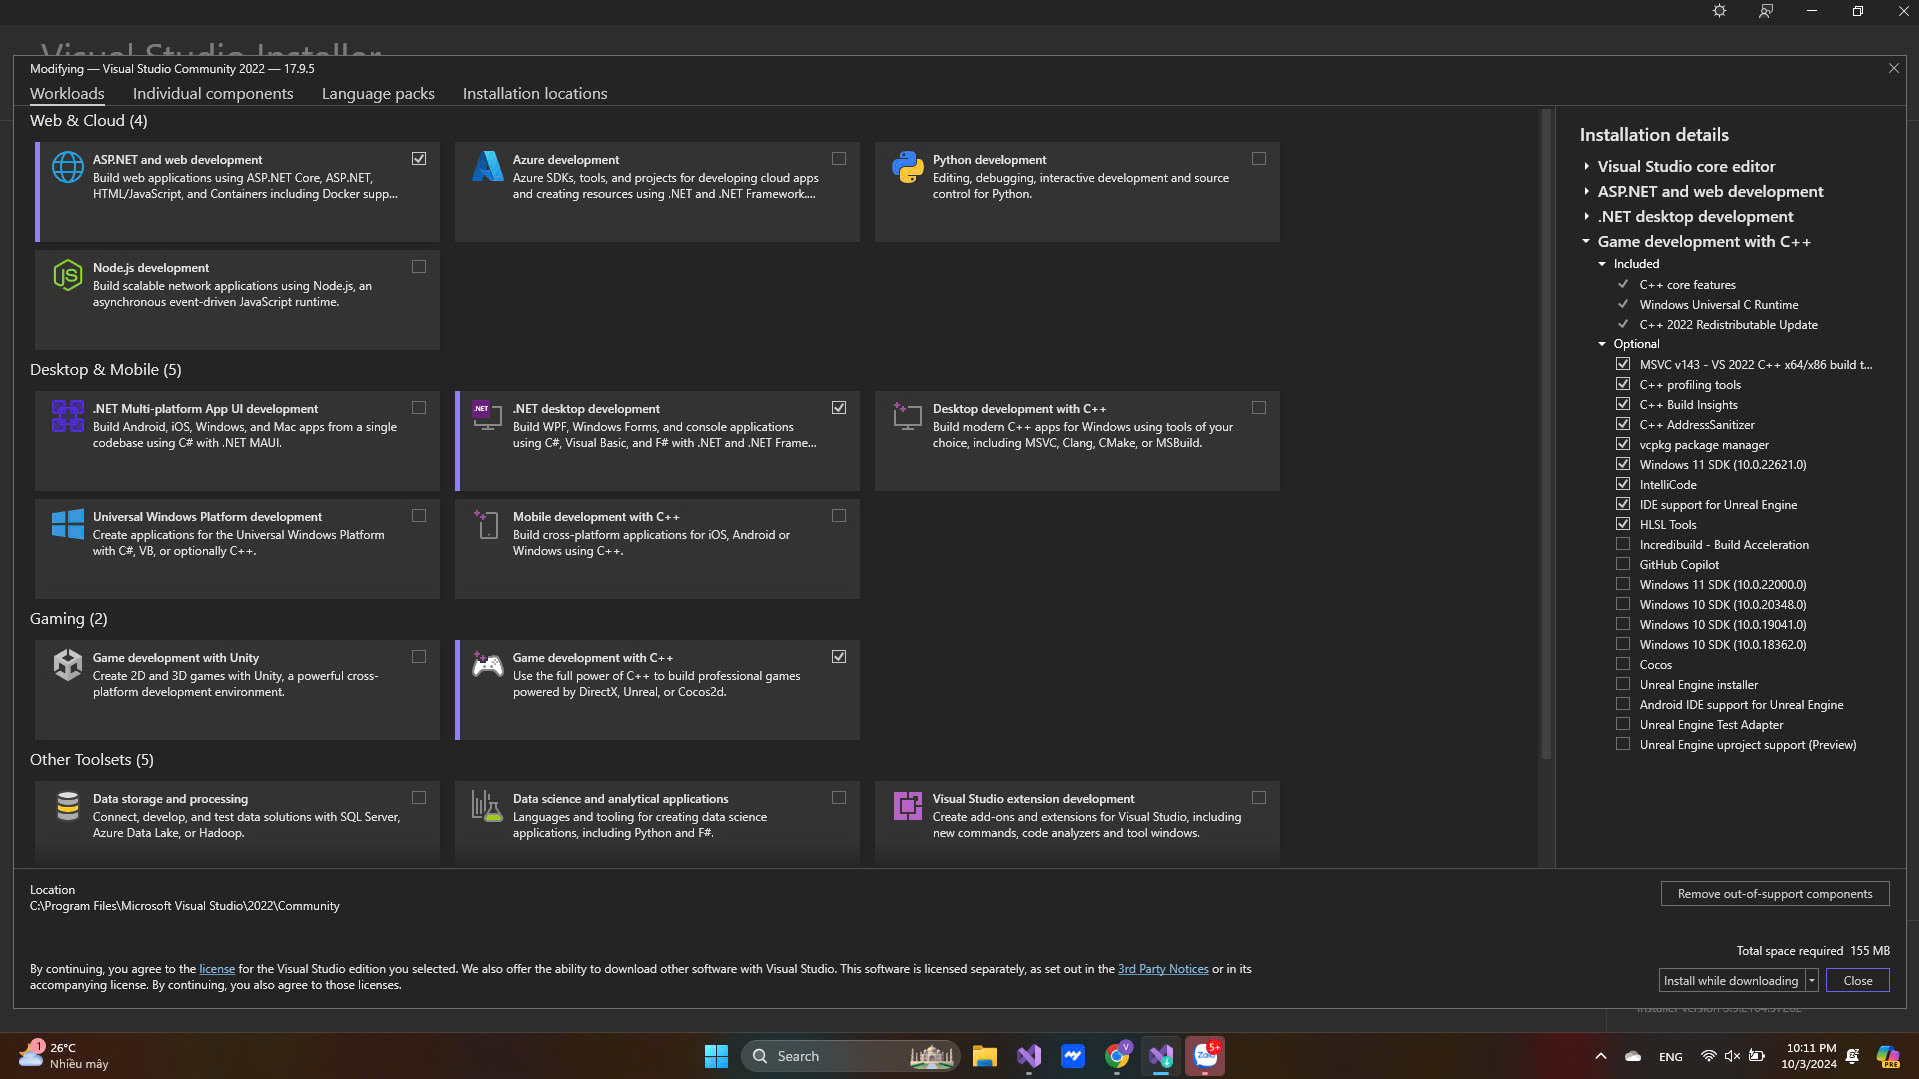 Visual Studio Installer
Modifying — Visual Studio Community 2022 — 17.9.5
Workloads
Individual components
Language packs
Installation locations
Web & Cloud (4)
ASP.NET and web development
Build web applications using ASP.NET Core, ASP.NET,
HTML/JavaScript, and Containers including Docker supp...
Azure development
Azure SDKs, tools, and projects for developing cloud apps
and creating resources using .NET and .NET Framework....
Python development
Editing, debugging, interactive development and source
control for Python.
Node.js development
Build scalable network applications using Node.js, an
asynchronous event-driven JavaScript runtime.
Desktop & Mobile (5)
.NET Multi-platform App UI development
Build Android, iOS, Windows, and Mac apps from a single
codebase using C# with .NET MAUI.
.NET
.NET desktop development
Build WPF, Windows Forms, and console applications
using C#, Visual Basic, and F# with .NET and .NET Frame...
Desktop development with C++
Build modern C++ apps for Windows using tools of your
choice, including MSVC, Clang, CMake, or MSBuild.
Universal Windows Platform development
Create applications for the Universal Windows Platform
with C#, VB, or optionally C++.
Mobile development with C++
Build cross-platform applications for iOS, Android or
Windows using C++.
Gaming (2)
Game development with Unity
Create 2D and 3D games with Unity, a powerful cross-
platform development environment.
Game development with C++
Use the full power of C++ to build professional games
powered by DirectX, Unreal, or Cocos2d.
Other Toolsets (5)
Data storage and processing
Connect, develop, and test data solutions with SQL Server,
Azure Data Lake, or Hadoop.
Data science and analytical applications
Languages and tooling for creating data science
applications, including Python and F#.
Visual Studio extension development
Create add-ons and extensions for Visual Studio, including
new commands, code analyzers and tool windows.
Installation details
Visual Studio core editor
ASP.NET and web development
.NET desktop development
Game development with C++
Included
C++ core features
Windows Universal C Runtime
C++ 2022 Redistributable Update
Optional
MSVC v143 - VS 2022 C++ x64/x86 build t...
C++ profiling tools
C++ Build Insights
C++ AddressSanitizer
vcpkg package manager
Windows 11 SDK (10.0.22621.0)
IntelliCode
IDE support for Unreal Engine
HLSL Tools
Incredibuild - Build Acceleration
GitHub Copilot
Windows 11 SDK (10.0.22000.0)
Windows 10 SDK (10.0.20348.0)
Windows 10 SDK (10.0.19041.0)
Windows 10 SDK (10.0.18362.0)
Cocos
Unreal Engine installer
Android IDE support for Unreal Engine
Unreal Engine Test Adapter
Unreal Engine uproject support (Preview)
Location
C:\Program Files\Microsoft Visual Studio\2022\Community
Remove out-of-support components
Total space required 155 MB
By continuing, you agree to the license for the Visual Studio edition you selected. We also offer the ability to download other software with Visual Studio. This software is licensed separately, as set out in the 3rd Party Notices or in its
accompanying license. By continuing, you also agree to those licenses.
Install while downloading
Close
1
26°C
Nhiều mây
Search
V
Zalo
5+
ENG
10:11 PM
10/3/2024
PRE